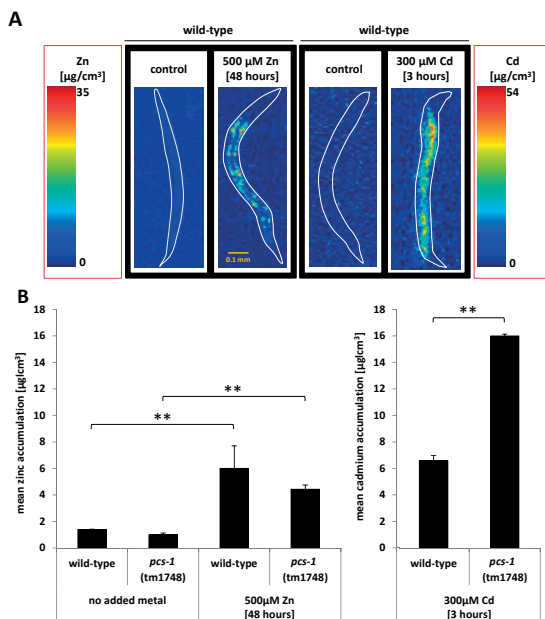 A
wild-type
wild-type
Zn
[µg/cm³]
35
0
control
500 µM Zn
[48 hours]
0.1 mm
control
300 µM Cd
[3 hours]
Cd
[µg/cm³]
54
0
B
mean zinc accumulation [µg|cm³]
18
16
14
12
10
8
6
4
2
0
**
**
wild-type
pcs-1
(tm1748)
wild-type
pcs-1
(tm1748)
no added metal
500µM Zn
[48 hours]
mean cadmium accumulation [µg|cm³]
18
16
14
12
10
8
6
4
2
0
**
wild-type
pcs-1
(tm1748)
300µM Cd
[3 hours]